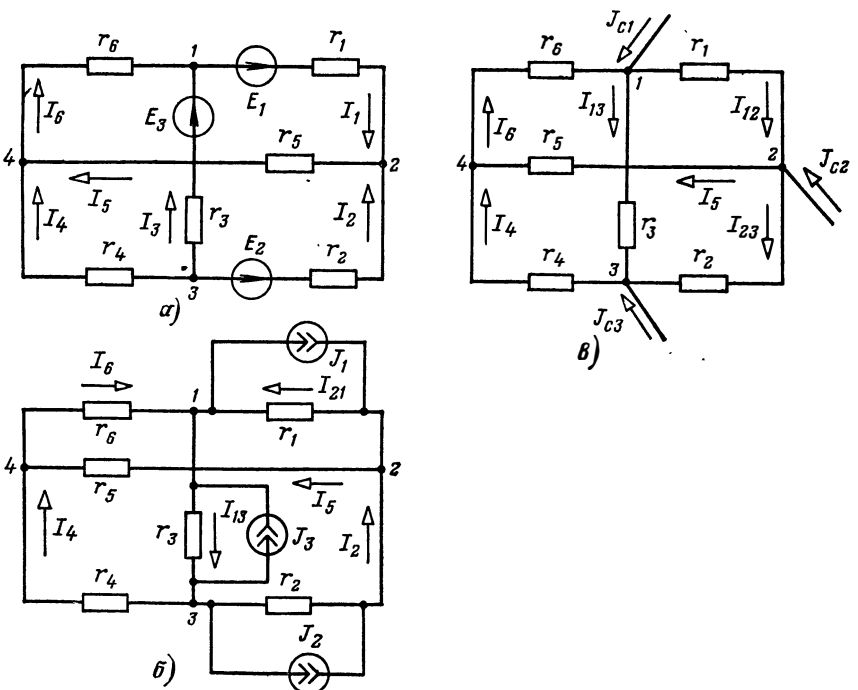 r6 1 E1 r1
I6 E3 I1
4 r5 2
I5
I4 I3 r3 I2
r4 E2 r2
3
а)
Jc1
r6 1 r1
I6 I13 I12
4 r5 2 Jc2
I5
I4 r3 I23
r4 3 r2
Jc3
в)
J1
I6 1 I21
r6 r1
4 2
r5 I5
I4 r3 I13 J3 I2
r4 3 r2
J2
б)